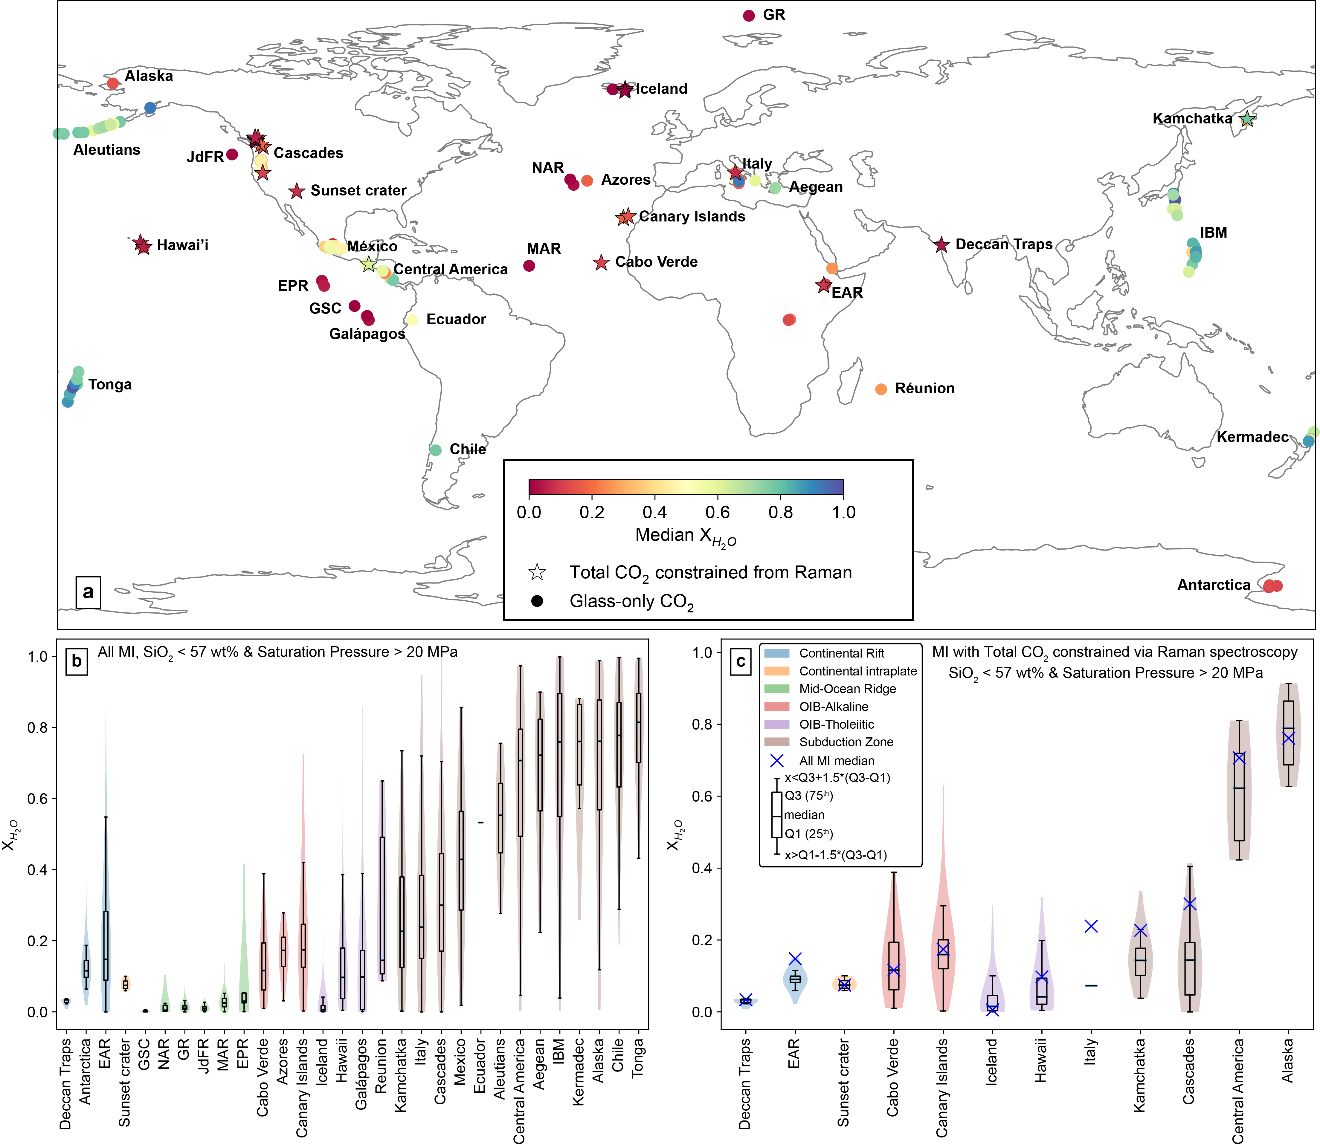 GR
Alaska
Iceland
Kamchatka
Aleutians
JdFR
Cascades
NAR
Azores
Italy
Aegean
Sunset crater
Canary Islands
IBM
Hawai’i
México
MAR
Deccan Traps
Central America
Cabo Verde
EPR
EAR
GSC
Galápagos
Ecuador
Tonga
Réunion
Chile
Kermadec
0.0 0.2 0.4 0.6 0.8 1.0
Median X_{H_2O}
Total CO₂ constrained from Raman
Glass-only CO₂
Antarctica
a
b
All MI, SiO₂ < 57 wt% & Saturation Pressure > 20 MPa
1.0
0.8
0.6
0.4
0.2
0.0
X_{H_2O}
Deccan Traps
Antarctica
EAR
Sunset crater
GSC
NAR
GR
JdFR
MAR
EPR
Cabo Verde
Azores
Canary Islands
Iceland
Hawaii
Galápagos
Reunion
Kamchatka
Italy
Cascades
Mexico
Ecuador
Aleutians
Central America
Aegean
IBM
Kermadec
Alaska
Chile
Tonga
c
MI with Total CO₂ constrained via Raman spectroscopy
SiO₂ < 57 wt% & Saturation Pressure > 20 MPa
Continental Rift
Continental intraplate
Mid-Ocean Ridge
OIB-Alkaline
OIB-Tholeiitic
Subduction Zone
All MI median
x<Q3+1.5*(Q3-Q1)
Q3 (75th)
median
Q1 (25th)
x>Q1-1.5*(Q3-Q1)
1.0
0.8
0.6
0.4
0.2
0.0
X_{H_2O}
Deccan Traps
EAR
Sunset crater
Cabo Verde
Canary Islands
Iceland
Hawaii
Italy
Kamchatka
Cascades
Central America
Alaska